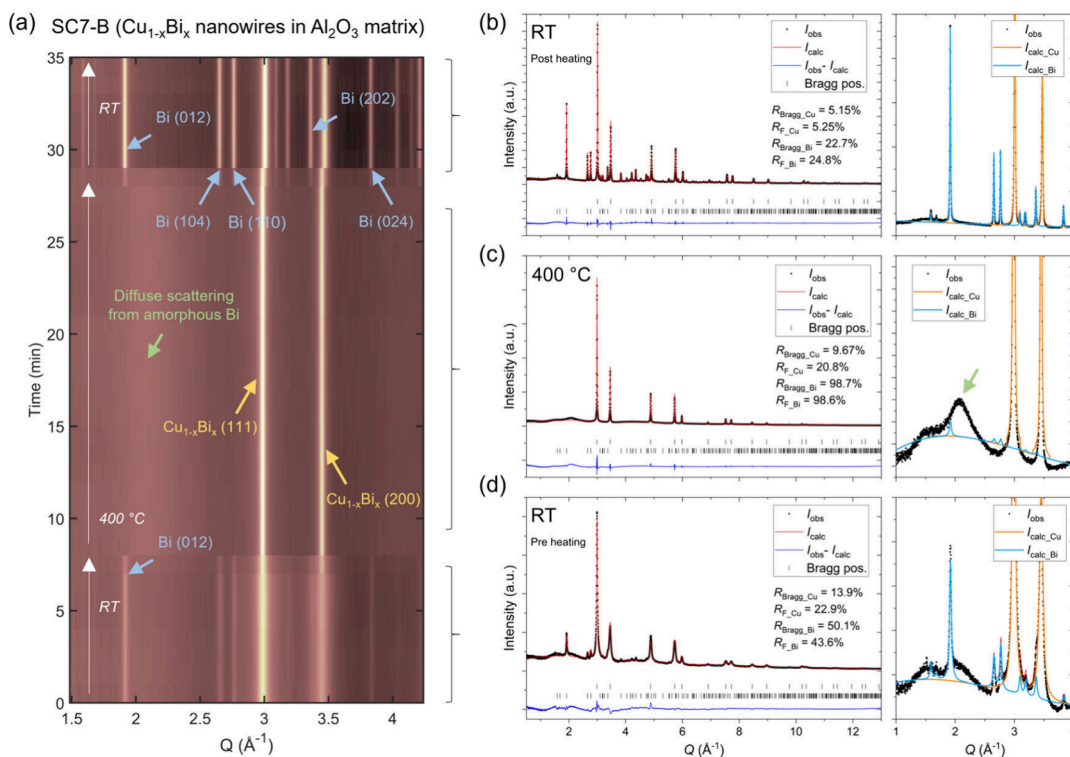 (a) SC7-B (Cu1-xBix nanowires in Al2O3 matrix)
35
30
25
20
15
10
5
0
Time (min)
RT
Bi (012)
Bi (202)
Bi (104)
Bi (110)
Bi (024)
Diffuse scattering
from amorphous Bi
Cu1-xBix (111)
Cu1-xBix (200)
400 °C
Bi (012)
RT
1.5 2 2.5 3.0 3.5 4
Q (Å-1)
(b)
RT
Post heating
Intensity (a.u.)
Iobs
Icalc
Iobs- Icalc
Bragg pos.
RBragg_Cu = 5.15%
RF_Cu = 5.25%
RBragg_Bi = 22.7%
RF_Bi = 24.8%
Iobs
Icalc_Cu
Icalc_Bi
(c)
400 °C
Intensity (a.u.)
Iobs
Icalc
Iobs- Icalc
Bragg pos.
RBragg_Cu = 9.67%
RF_Cu = 20.8%
RBragg_Bi = 98.7%
RF_Bi = 98.6%
Iobs
Icalc_Cu
Icalc_Bi
(d)
RT
Pre heating
Intensity (a.u.)
Iobs
Icalc
Iobs- Icalc
Bragg pos.
RBragg_Cu = 13.9%
RF_Cu = 22.9%
RBragg_Bi = 50.1%
RF_Bi = 43.6%
Iobs
Icalc_Cu
Icalc_Bi
2 4 6 8 10 12
1 3
Q (Å-1)
Q (Å-1)